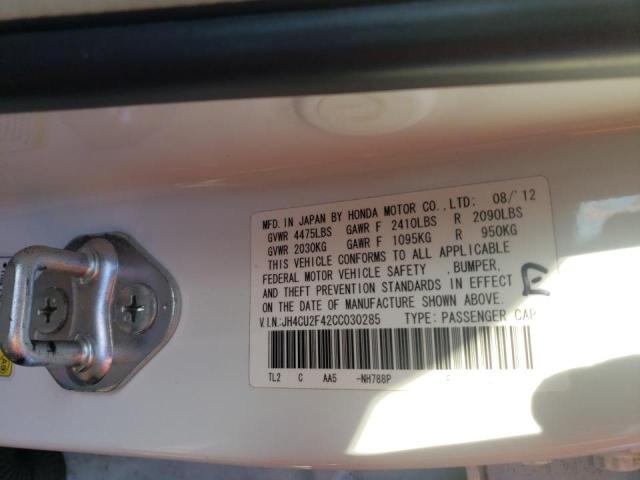 MFD. IN JAPAN BY HONDA MOTOR CO.,LTD: 08/'12
GVWR 4475LBS GAWR F 2410LBS R 2090LBS
GVWR 2030KG GAWR F 1095KG R 950KG
THIS VEHICLE CONFORMS TO ALL APPLICABLE
FEDERAL MOTOR VEHICLE SAFETY ,BUMPER,
AND THEFT PREVENTION STANDARDS IN EFFECT
ON THE DATE OF MANUFACTURE SHOWN ABOVE.
V.I.N.:JH4CU2F42CC030285 TYPE: PASSENGER CAR
TL2 C AA5 -NH788P